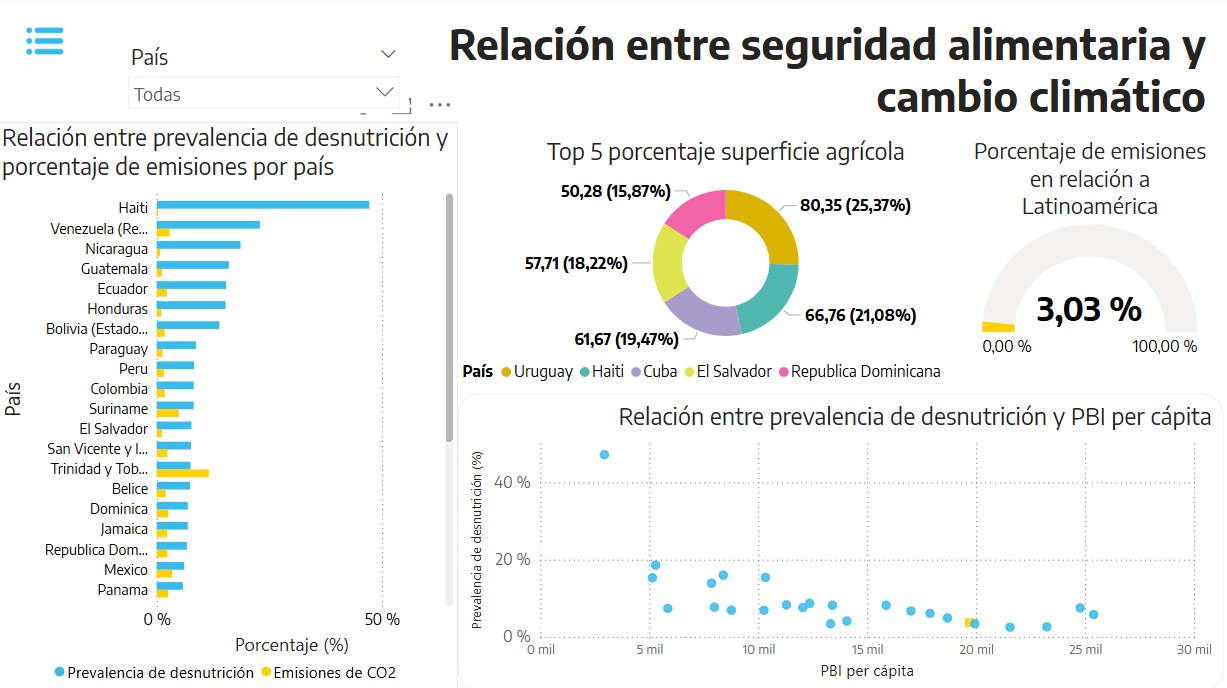 Relación entre seguridad alimentaria y
cambio climático
País
Todas
Relación entre prevalencia de desnutrición y
porcentaje de emisiones por país
País
Haiti
Venezuela (Re...
Nicaragua
Guatemala
Ecuador
Honduras
Bolivia (Estado...
Paraguay
Peru
Colombia
Suriname
El Salvador
San Vicente y l...
Trinidad y Tob...
Belice
Dominica
Jamaica
Republica Dom...
Mexico
Panama
0 %
50 %
Porcentaje (%)
Prevalencia de desnutrición
Emisiones de CO2
Top 5 porcentaje superficie agrícola
50,28 (15,87%)
80,35 (25,37%)
57,71 (18,22%)
66,76 (21,08%)
61,67 (19,47%)
País Uruguay Haiti Cuba El Salvador Republica Dominicana
Porcentaje de emisiones
en relación a
Latinoamérica
3,03 %
0,00 %
100,00 %
Relación entre prevalencia de desnutrición y PBI per cápita
Prevalencia de desnutrición (%)
40 %
20 %
0 %
0 mil
5 mil
10 mil
15 mil
20 mil
25 mil
30 mil
PBI per cápita